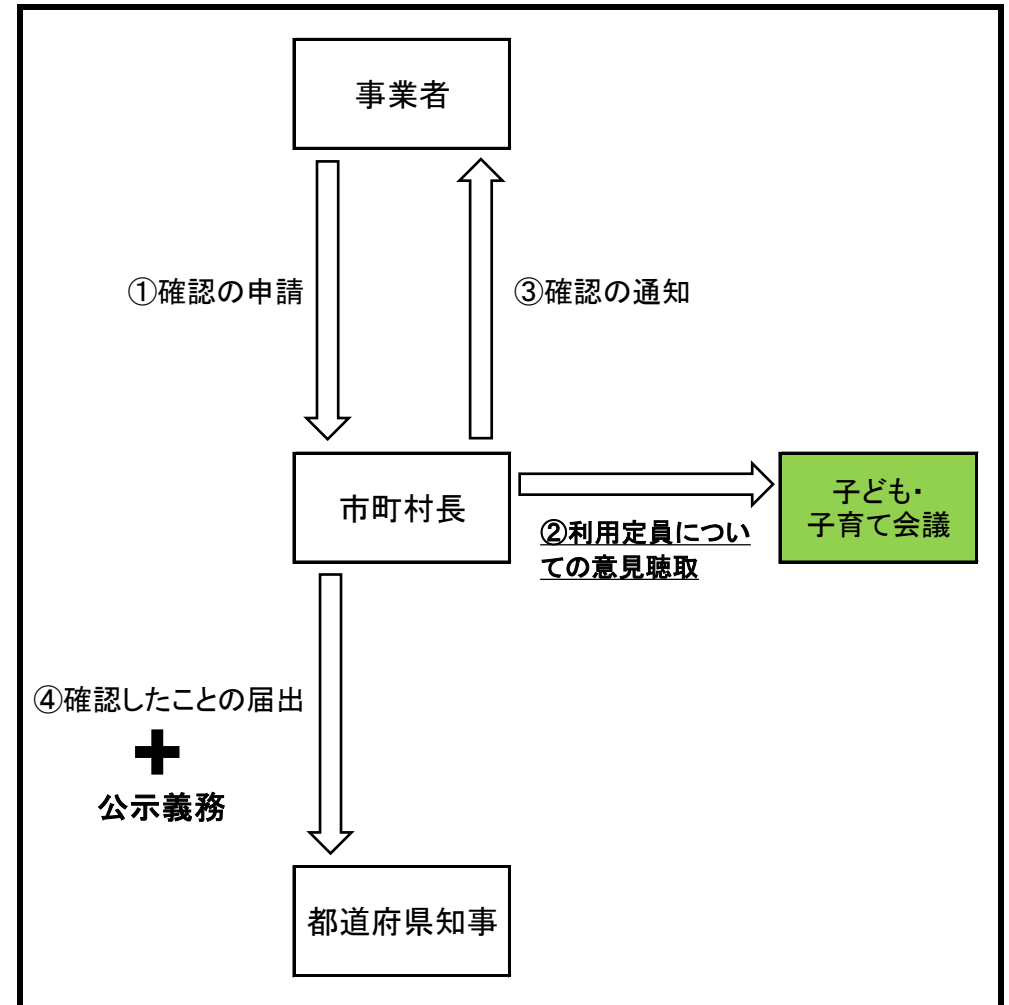 事業者
①確認の申請
③確認の通知
市町村長
②利用定員につい
ての意見聴取
子ども・
子育て会議
④確認したことの届出
公示義務
都道府県知事